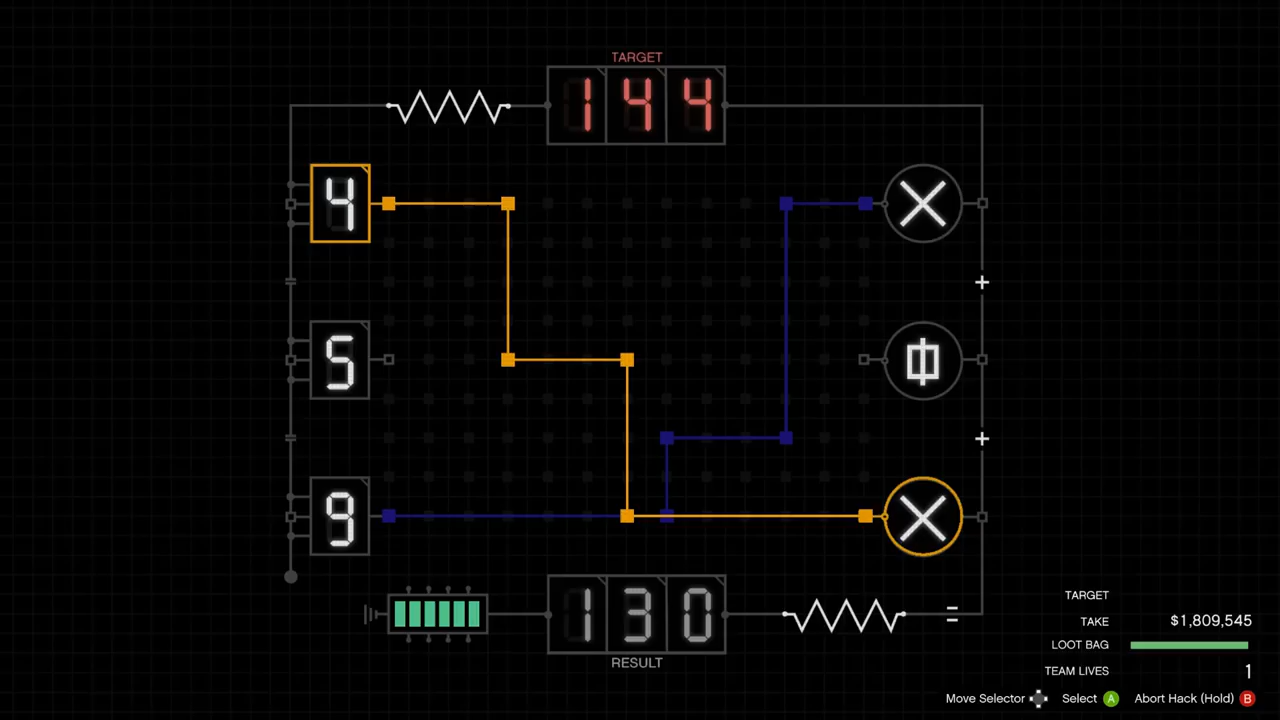 TARGET
144
4
5
中
9
130
RESULT
TARGET
TAKE $1,809,545
LOOT BAG
TEAM LIVES 1
Move Selector Select A Abort Hack (Hold) B